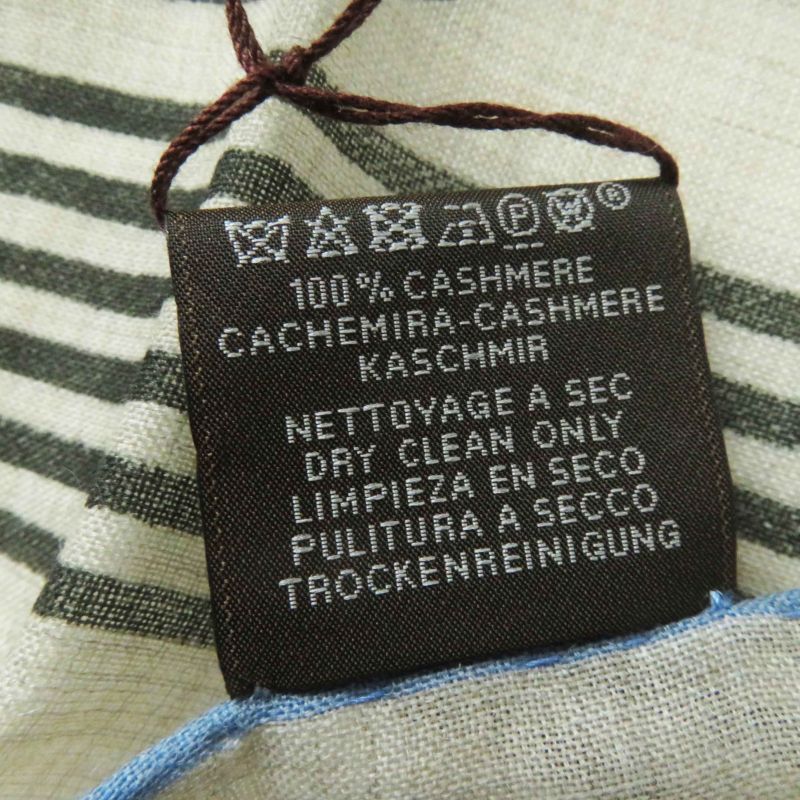 P ®
100% CASHMERE
CACHEMIRA-CASHMERE
KASCHMIR
NETTOYAGE A SEC
DRY CLEAN ONLY
LIMPIEZA EN SECO
PULITURA A SECCO
TROCKENREINIGUNG